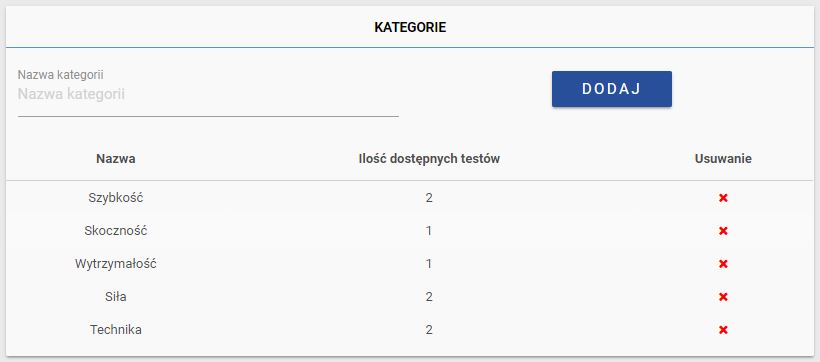 KATEGORIE
Nazwa kategorii
Nazwa kategorii
DODAJ
Nazwa Ilość dostępnych testów Usuwanie
Szybkość 2
Skoczność 1
Wytrzymałość 1
Siła 2
Technika 2